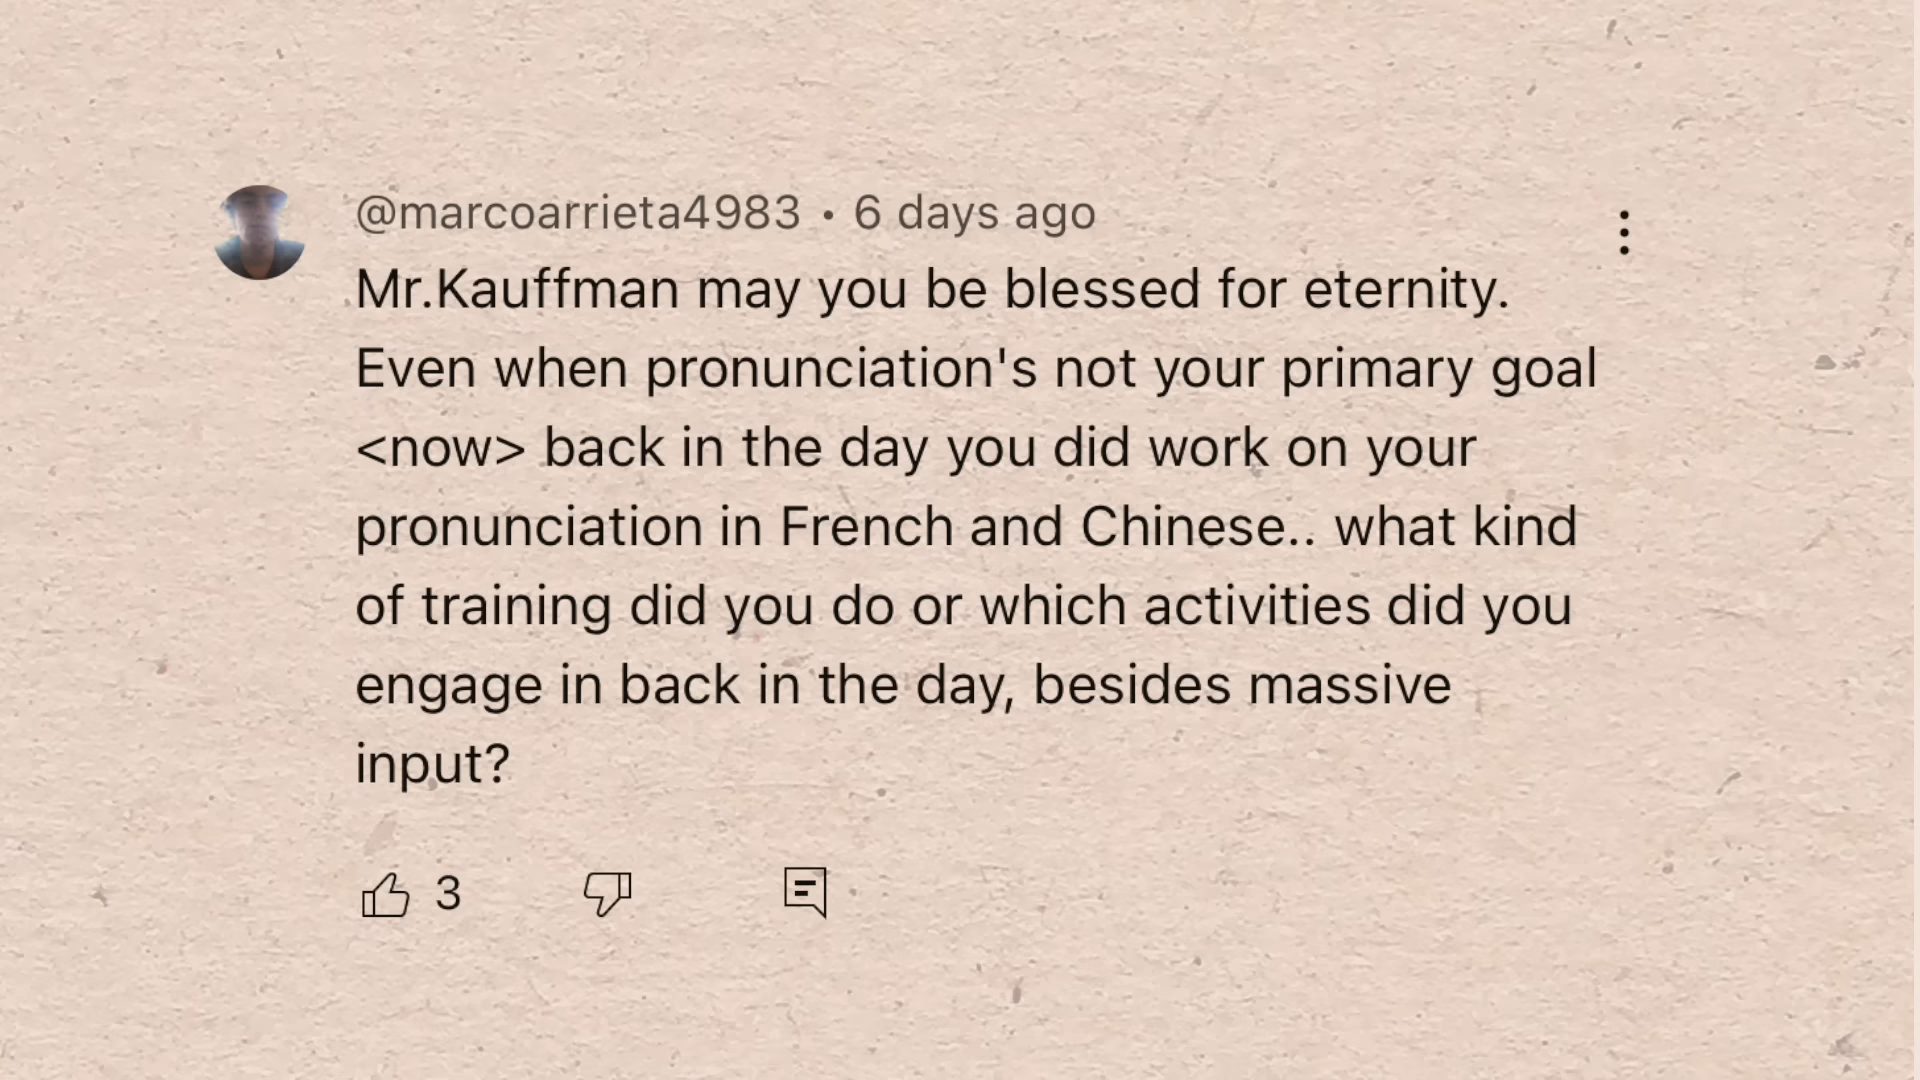 @marcoarrieta4983 • 6 days ago
Mr.Kauffman may you be blessed for eternity.
Even when pronunciation's not your primary goal
<now> back in the day you did work on your
pronunciation in French and Chinese.. what kind
of training did you do or which activities did you
engage in back in the day, besides massive
input?
3